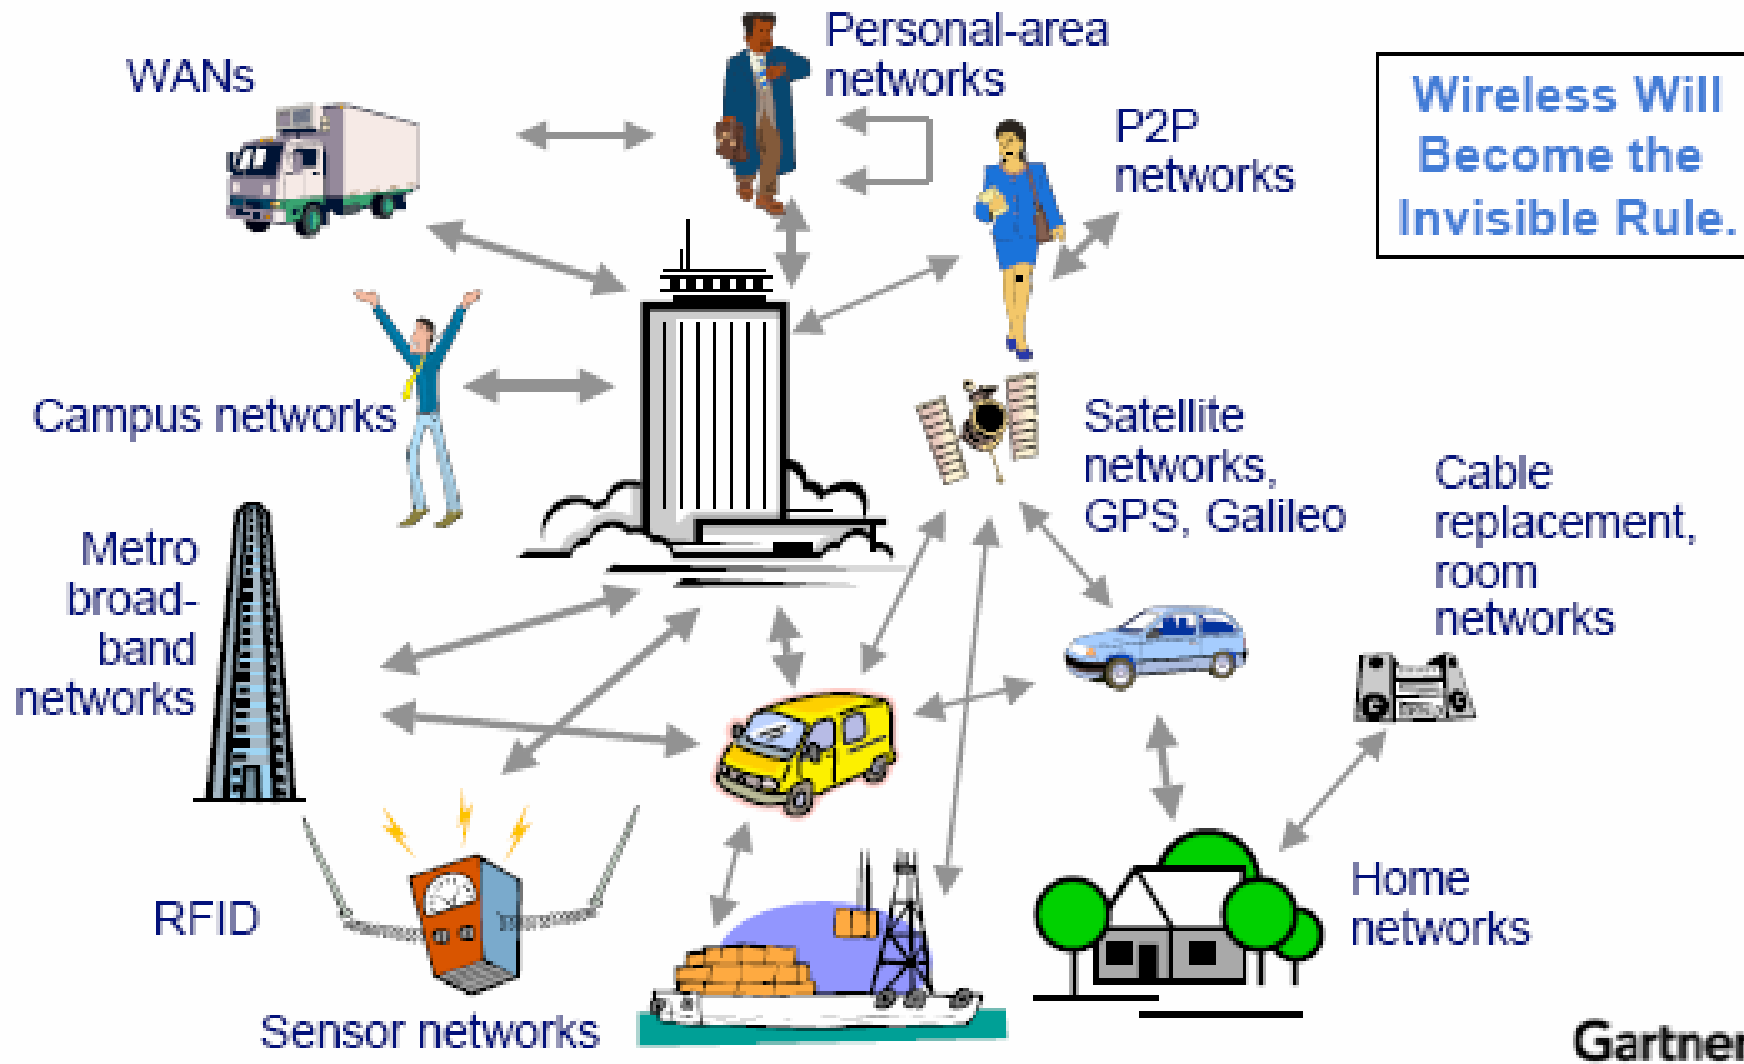 WANs
Personal-area
networks
P2P
networks
Wireless Will
Become the
Invisible Rule.
Campus networks
Satellite
networks,
GPS, Galileo
Cable
replacement,
room
networks
Metro
broad-
band
networks
RFID
Home
networks
Sensor networks
Gartner